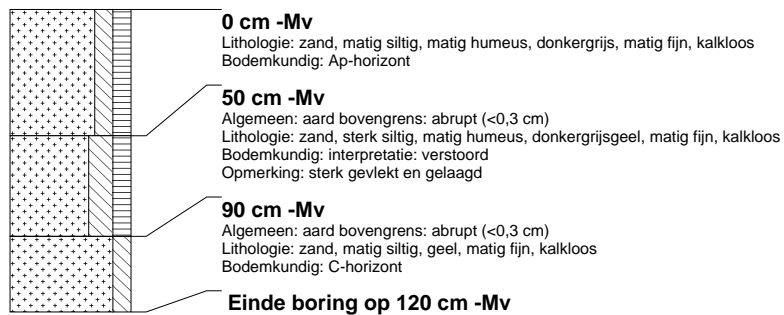 0 cm -Mv
Lithologie: zand, matig siltig, matig humeus, donkergrijs, matig fijn, kalkloos
Bodemkundig: Ap-horizont
50 cm -Mv
Algemeen: aard bovengrens: abrupt (<0,3 cm)
Lithologie: zand, sterk siltig, matig humeus, donkergrijsgeel, matig fijn, kalkloos
Bodemkundig: interpretatie: verstoord
Opmerking: sterk gevlekt en gelaagd
90 cm -Mv
Algemeen: aard bovengrens: abrupt (<0,3 cm)
Lithologie: zand, matig siltig, geel, matig fijn, kalkloos
Bodemkundig: C-horizont
Einde boring op 120 cm -Mv